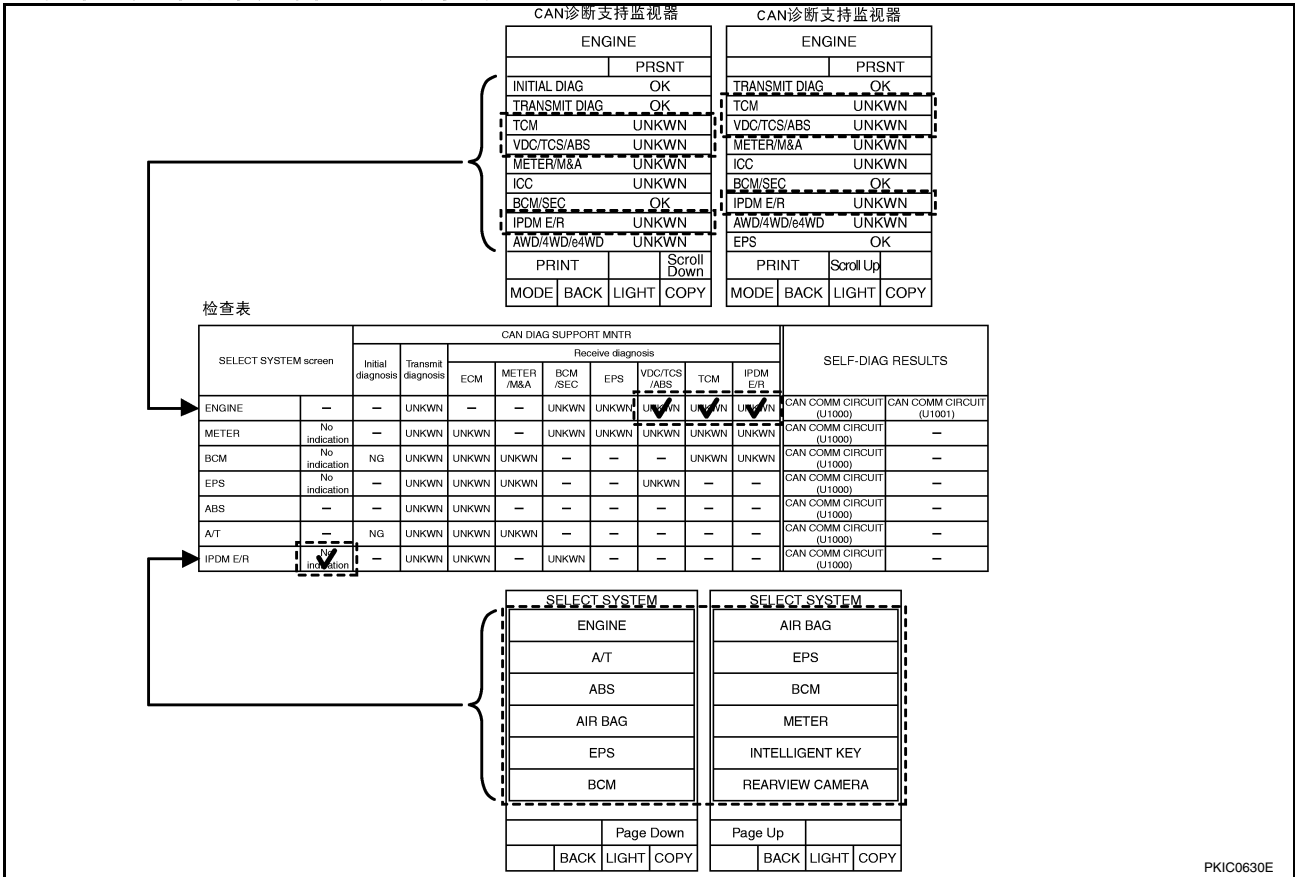 CAN诊断支持监视器
ENGINE
PRSNT
INITIAL DIAG OK
TRANSMIT DIAG OK
TCM UNKWN
VDC/TCS/ABS UNKWN
METER/M&A UNKWN
ICC UNKWN
BCM/SEC OK
IPDM E/R UNKWN
AWD/4WD/e4WD UNKWN
PRINT Scroll Down
MODE BACK LIGHT COPY
CAN诊断支持监视器
ENGINE
PRSNT
TRANSMIT DIAG OK
TCM UNKWN
VDC/TCS/ABS UNKWN
METER/M&A UNKWN
ICC UNKWN
BCM/SEC OK
IPDM E/R UNKWN
AWD/4WD/e4WD UNKWN
EPS OK
PRINT Scroll Up
MODE BACK LIGHT COPY
检查表
SELECT SYSTEM screen
CAN DIAG SUPPORT MNTR
SELF-DIAG RESULTS
Initial diagnosis
Transmit diagnosis
Receive diagnosis
ECM METER /M&A BCM /SEC EPS VDC/TCS /ABS TCM IPDM E/R
ENGINE – – UNKWN – – UNKWN UNKWN UNKWN UNKWN UNKWN CAN COMM CIRCUIT (U1000) CAN COMM CIRCUIT (U1001)
METER No indication – UNKWN UNKWN – UNKWN UNKWN UNKWN UNKWN UNKWN CAN COMM CIRCUIT (U1000) –
BCM No indication NG UNKWN UNKWN UNKWN – – – UNKWN UNKWN CAN COMM CIRCUIT (U1000) –
EPS No indication – UNKWN UNKWN UNKWN – – UNKWN – – CAN COMM CIRCUIT (U1000) –
ABS – – UNKWN UNKWN – – – – – – CAN COMM CIRCUIT (U1000) –
A/T – NG UNKWN UNKWN UNKWN – – – – – CAN COMM CIRCUIT (U1000) –
IPDM E/R No indication – UNKWN UNKWN – UNKWN – – – – CAN COMM CIRCUIT (U1000) –
SELECT SYSTEM
ENGINE
A/T
ABS
AIR BAG
EPS
BCM
Page Down
BACK LIGHT COPY
SELECT SYSTEM
AIR BAG
EPS
BCM
METER
INTELLIGENT KEY
REARVIEW CAMERA
Page Up
BACK LIGHT COPY
PKIC0630E